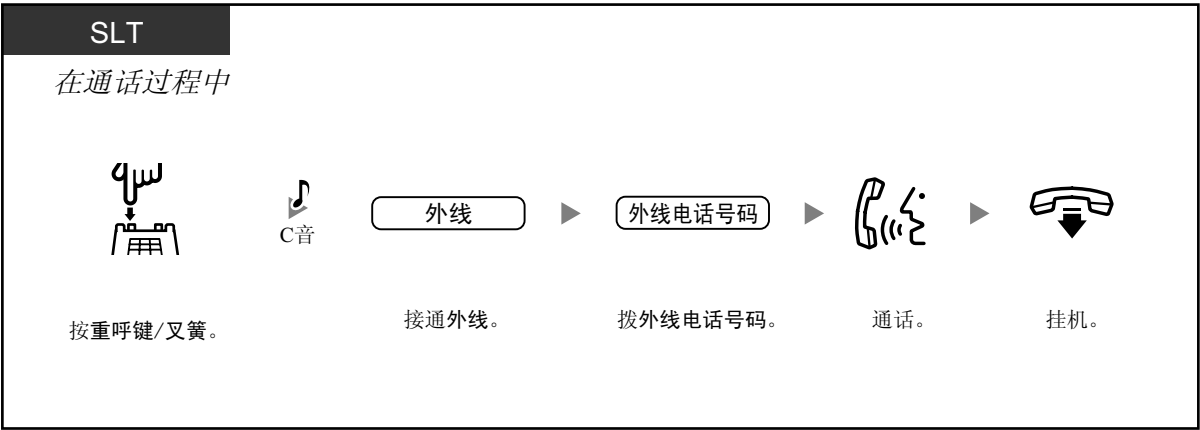 SLT
在通话过程中
C音
外线
外线电话号码
按重呼键/叉簧。
接通外线。
拨外线电话号码。
通话。
挂机。